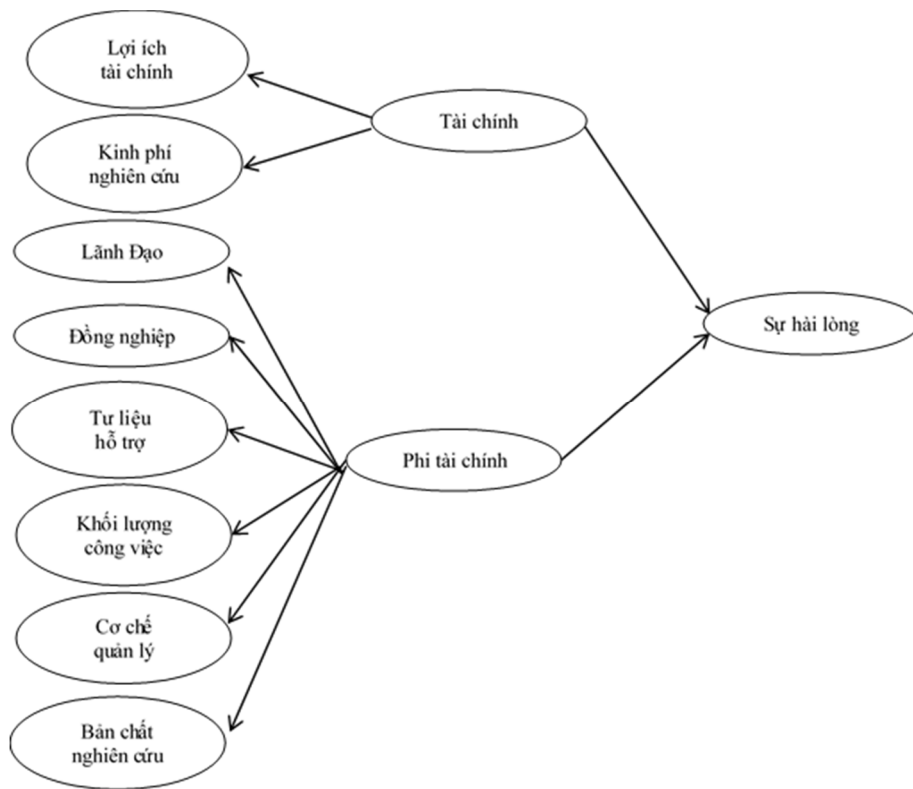 Lợi ích
tài chính
Tài chính
Kinh phí
nghiên cứu
Lãnh Đạo
Đồng nghiệp
Sự hài lòng
Tư liệu
hỗ trợ
Phi tài chính
Khối lượng
công việc
Cơ chế
quản lý
Bản chất
nghiên cứu